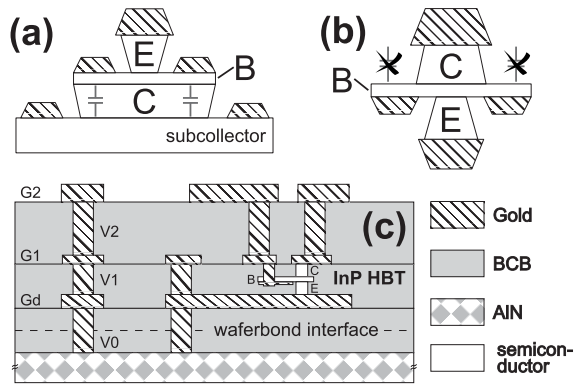 (a)
E
B
C
subcollector
(b)
C
B
E
G2
V2
(c)
G1
V1
B
C
E
InP HBT
Gd
waferbond interface
V0
Gold
BCB
AlN
semicon-
ductor